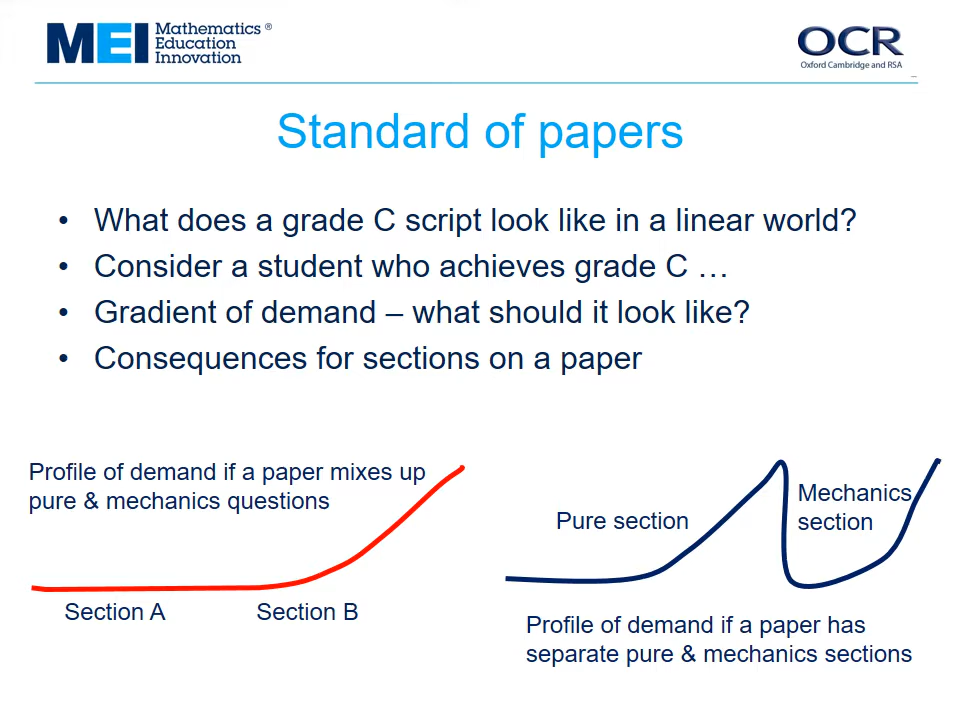 MEI Mathematics ®
Education
Innovation
OCR
Oxford Cambridge and RSA
Standard of papers
• What does a grade C script look like in a linear world?
• Consider a student who achieves grade C …
• Gradient of demand – what should it look like?
• Consequences for sections on a paper
Profile of demand if a paper mixes up
pure & mechanics questions
Section A
Section B
Pure section
Mechanics
section
Profile of demand if a paper has
separate pure & mechanics sections